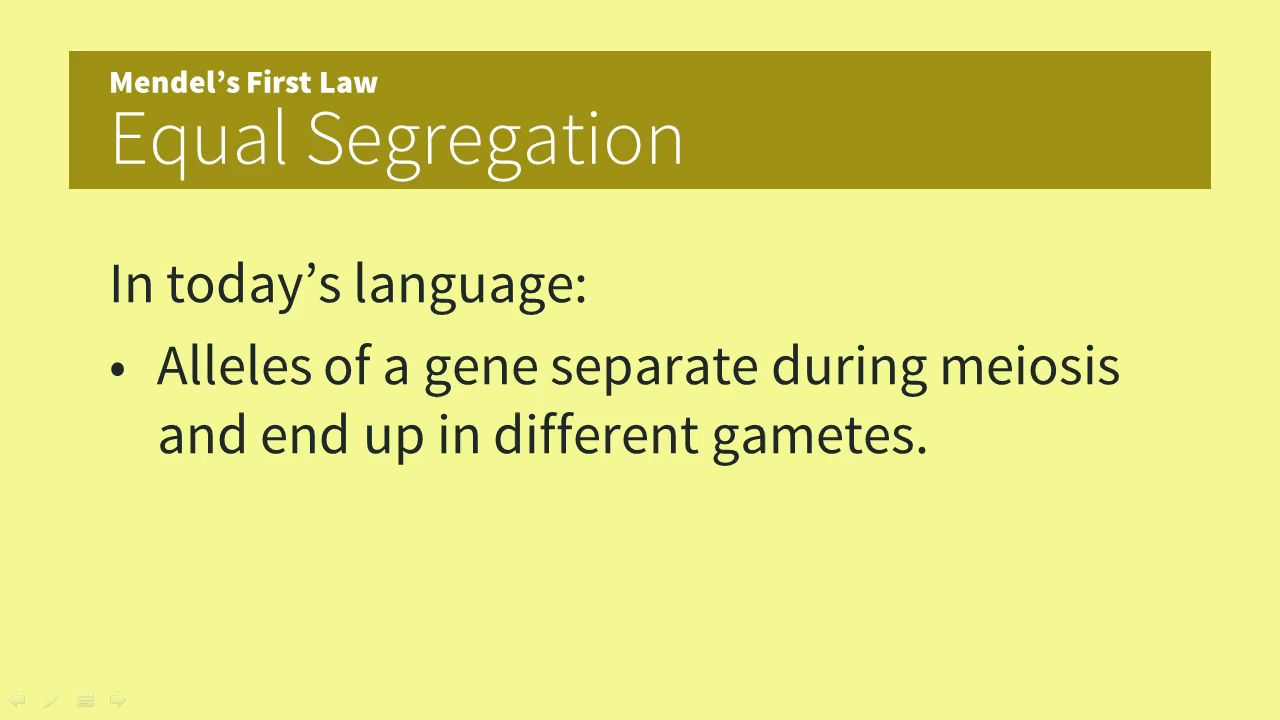 Mendel’s First Law
Equal Segregation
In today’s language:
• Alleles of a gene separate during meiosis
and end up in different gametes.